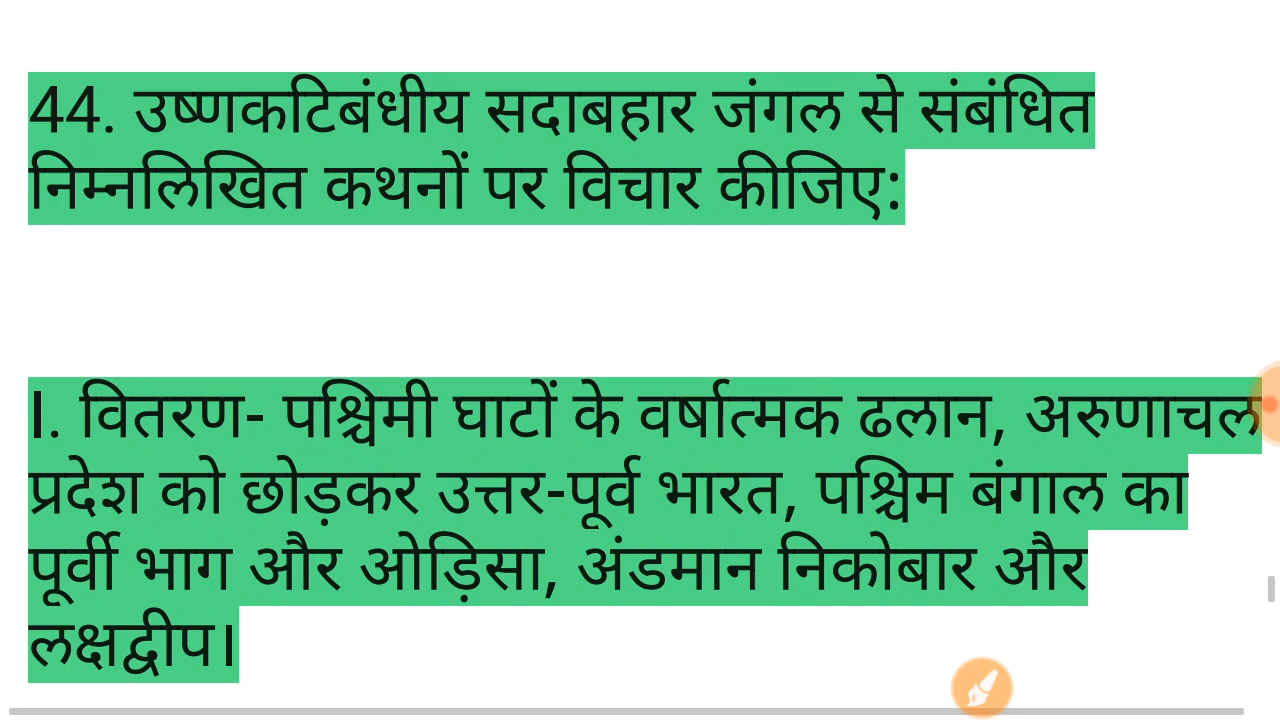 44. उष्णकटिबंधीय सदाबहार जंगल से संबंधित
निम्नलिखित कथनों पर विचार कीजिए:
I. वितरण- पश्चिमी घाटों के वर्षात्मक ढलान, अरुणाचल
प्रदेश को छोड़कर उत्तर-पूर्व भारत, पश्चिम बंगाल का
पूर्वी भाग और ओड़िसा, अंडमान निकोबार और
लक्षद्वीप।